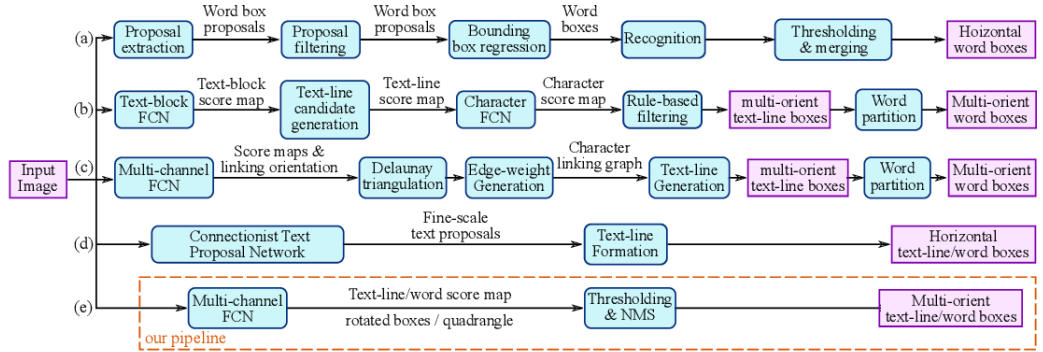 Input
Image
(a)
Proposal
extraction
Word box
proposals
Proposal
filtering
Word box
proposals
Bounding
box regression
Word
boxes
Recognition
Thresholding
& merging
Hoizontal
word boxes
(b)
Text-block
FCN
Text-block
score map
Text-line
candidate
generation
Text-line
score map
Character
FCN
Character
score map
Rule-based
filtering
multi-orient
text-line boxes
Word
partition
Multi-orient
word boxes
(c)
Multi-channel
FCN
Score maps &
linking orientation
Delaunay
triangulation
Edge-weight
Generation
Character
linking graph
Text-line
Generation
multi-orient
text-line boxes
Word
partition
Multi-orient
word boxes
(d)
Connectionist Text
Proposal Network
Fine-scale
text proposals
Text-line
Formation
Horizontal
text-line/word boxes
(e)
Multi-channel
FCN
Text-line/word score map
rotated boxes / quadrangle
Thresholding
& NMS
Multi-orient
text-line/word boxes
our pipeline